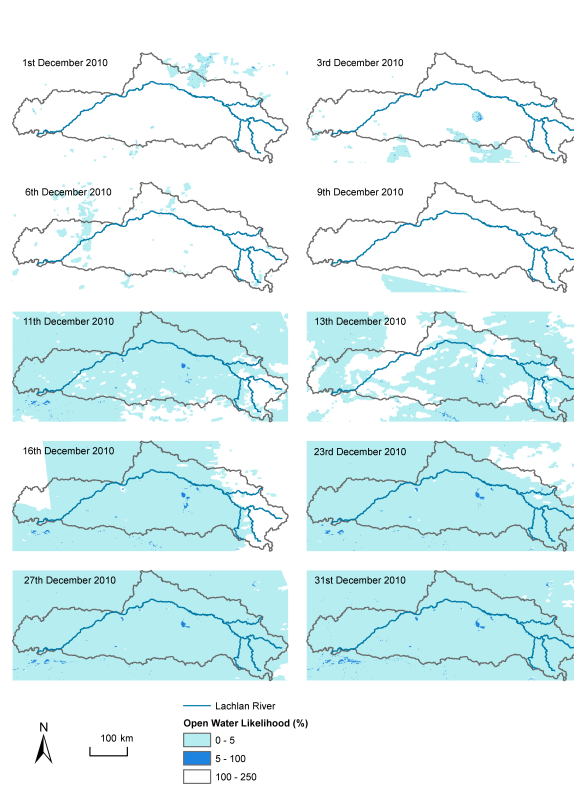 1st December 2010
3rd December 2010
6th December 2010
9th December 2010
11th December 2010
13th December 2010
16th December 2010
23rd December 2010
27th December 2010
31st December 2010
Lachlan River
Open Water Likelihood (%)
0 - 5
5 - 100
100 - 250
N
100 km